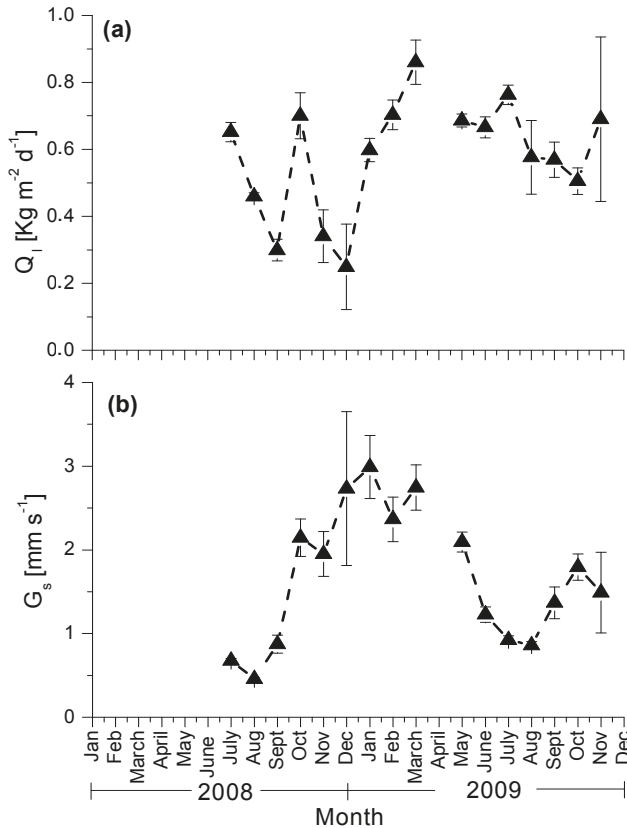 (a)
1.0
0.8
0.6
0.4
0.2
0.0
Q_l [Kg m⁻² d⁻¹]
(b)
4
3
2
1
0
G_s [mm s⁻¹]
Jan Feb March April May June July Aug Sept Oct Nov Dec Jan Feb March April May June July Aug Sept Oct Nov Dec
2008 2009
Month